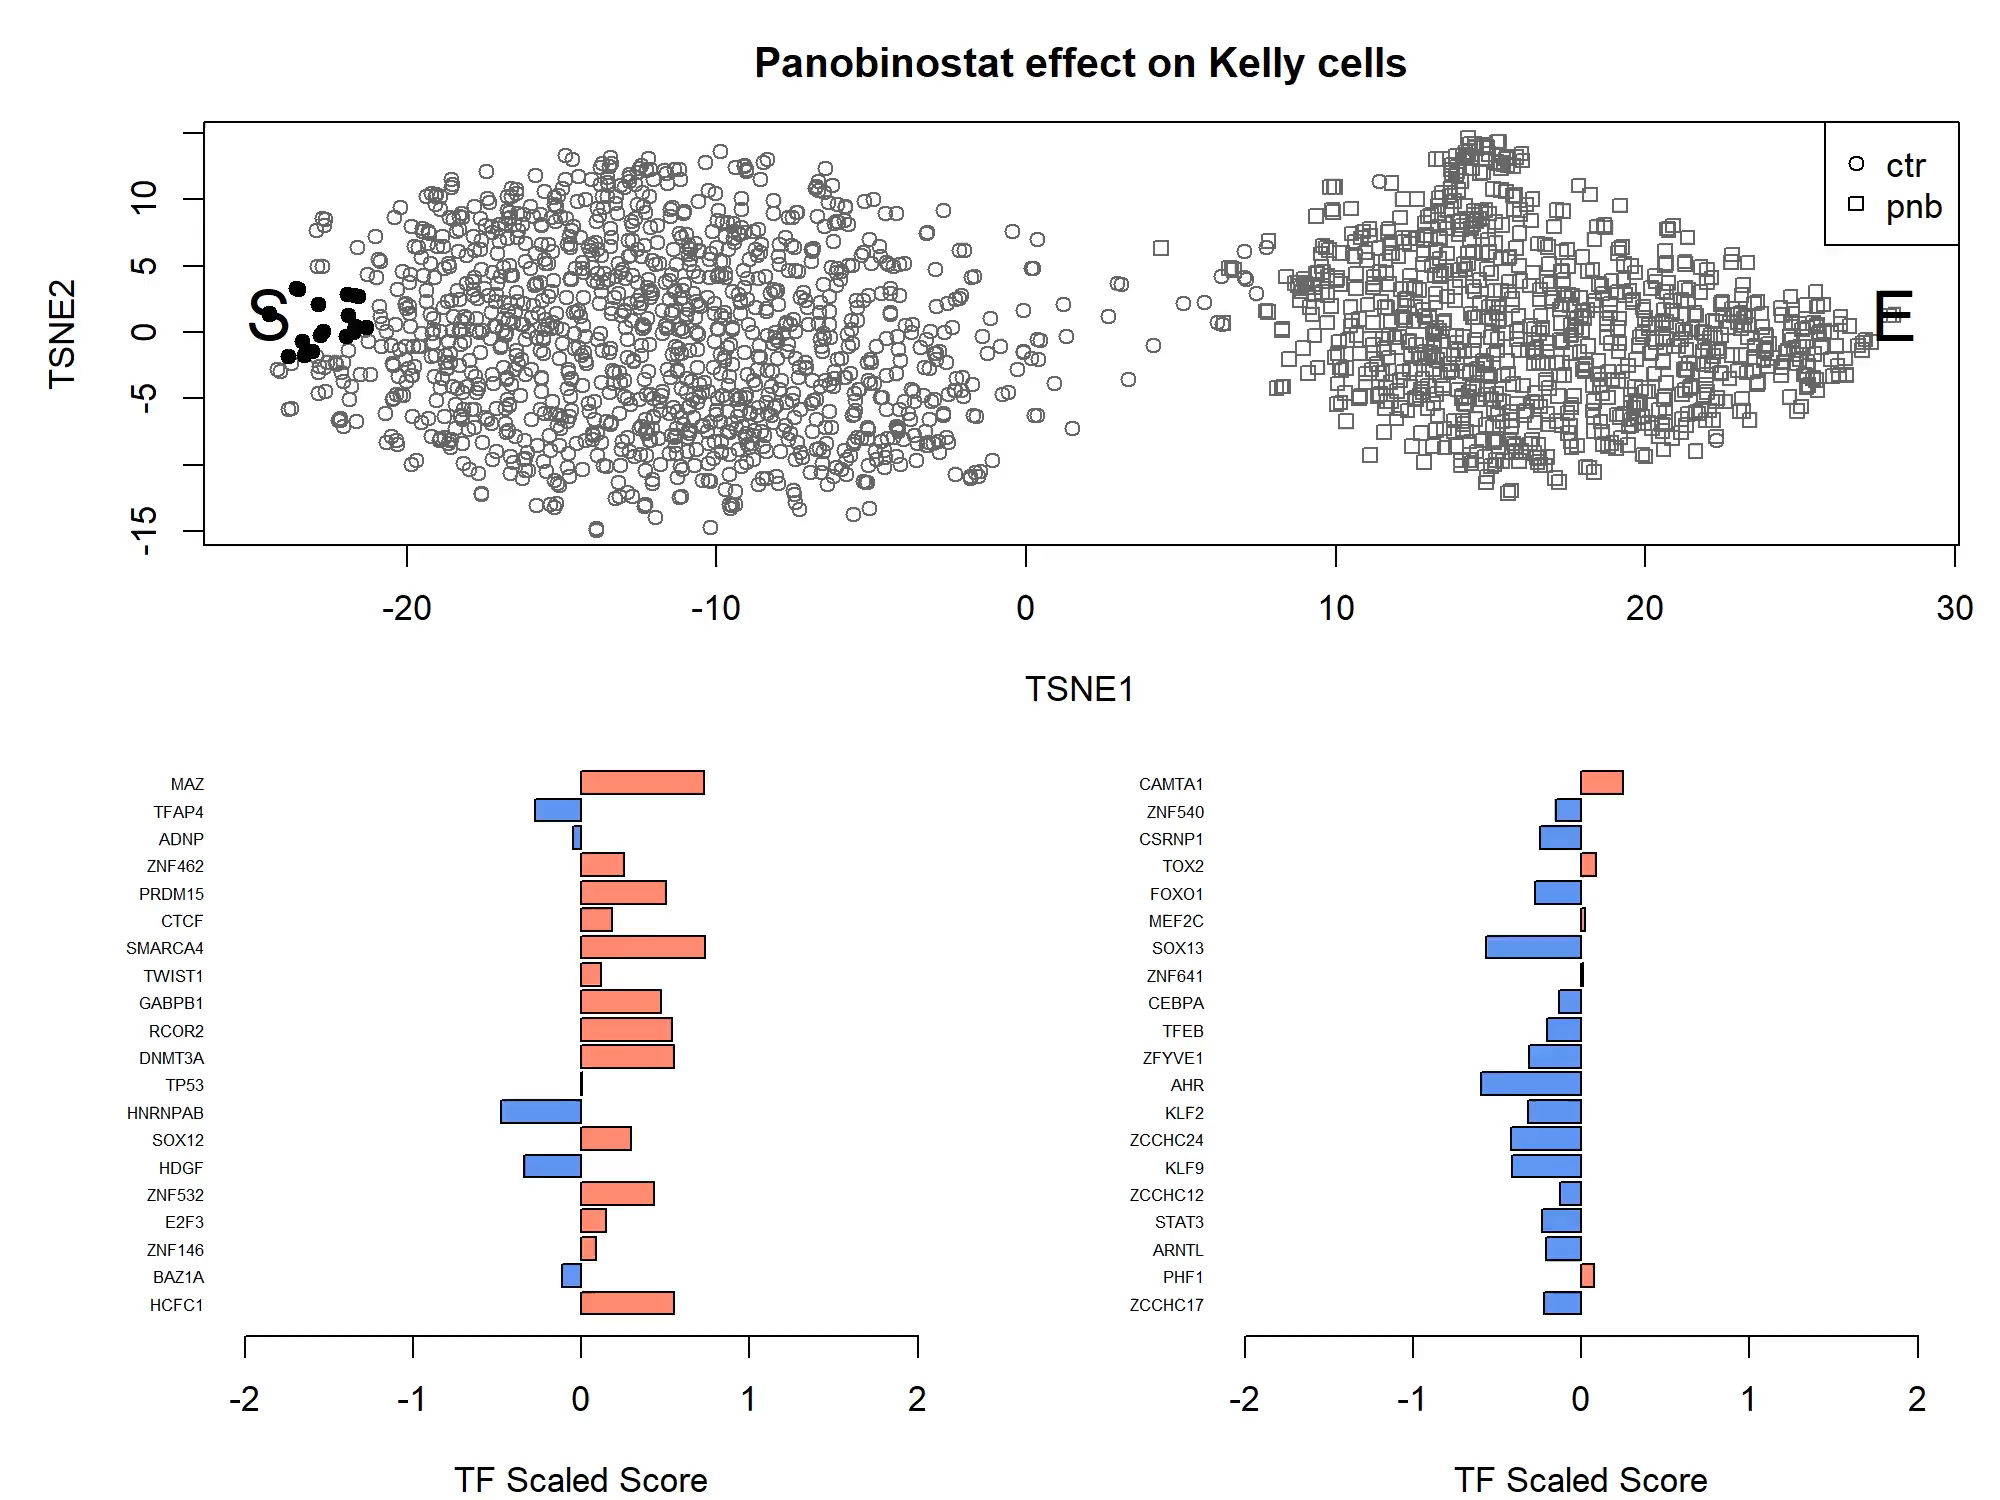 Panobinostat effect on Kelly cells
TSNE2
10
5
0
-5
-15
S
E
ctr
pnb
-20 -10 0 10 20 30
TSNE1
MAZ
TFAP4
ADNP
ZNF462
PRDM15
CTCF
SMARCA4
TWIST1
GABPB1
RCOR2
DNMT3A
TP53
HNRNPAB
SOX12
HDGF
ZNF532
E2F3
ZNF146
BAZ1A
HCFC1
-2 -1 0 1 2
TF Scaled Score
CAMTA1
ZNF540
CSRNP1
TOX2
FOXO1
MEF2C
SOX13
ZNF641
CEBPA
TFEB
ZFYVE1
AHR
KLF2
ZCCHC24
KLF9
ZCCHC12
STAT3
ARNTL
PHF1
ZCCHC17
-2 -1 0 1 2
TF Scaled Score